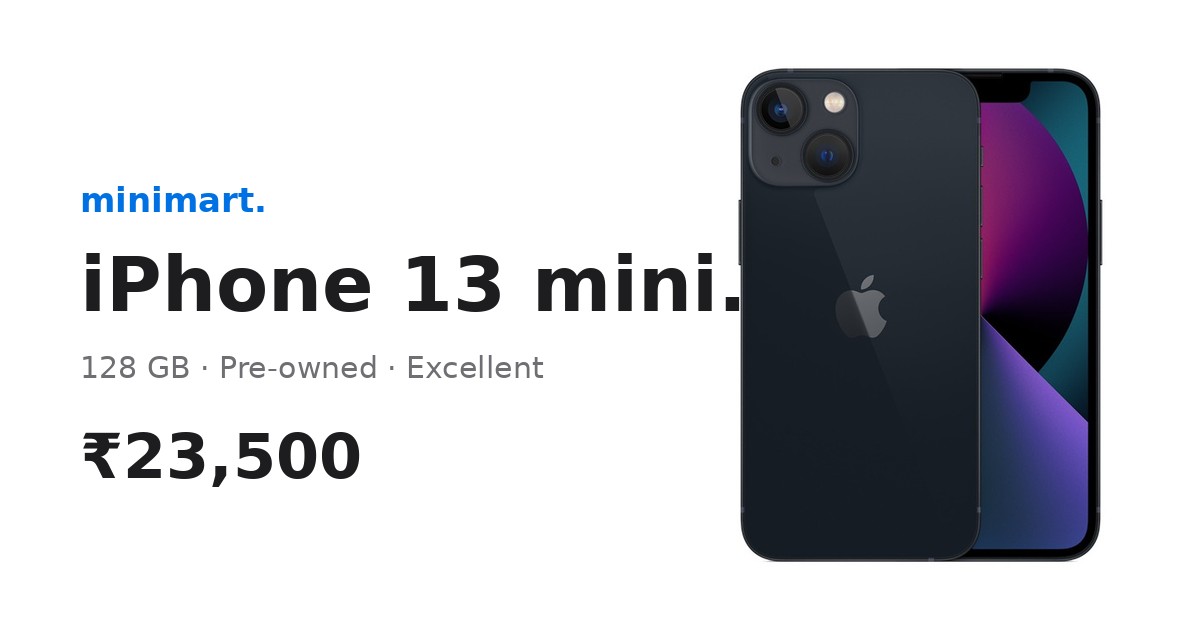 minimart.
iPhone 13 mini.
128 GB · Pre-owned · Excellent
₹23,500